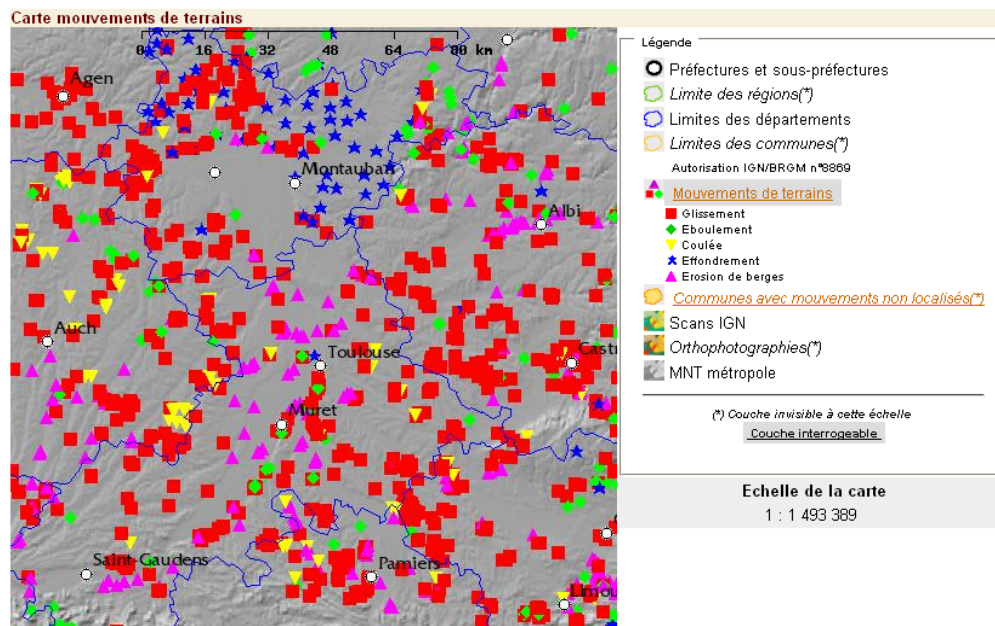 Carte mouvements de terrains
0 16 32 48 64 80 km
Agen
Montauban
Albi
Auch
Toulouse
Castr
Muret
Saint-Gaudens
Pamiers
Limou
Légende
Préfectures et sous-préfectures
Limite des régions(*)
Limites des départements
Limites des communes(*)
Autorisation IGN/BRGM n°8869
Mouvements de terrains
Glissement
Eboulement
Coulée
Effondrement
Erosion de berges
Communes avec mouvements non localisés(*)
Scans IGN
Orthophotographies(*)
MNT métropole
(*) Couche invisible à cette échelle
Couche interrogeable
Echelle de la carte
1 : 1 493 389